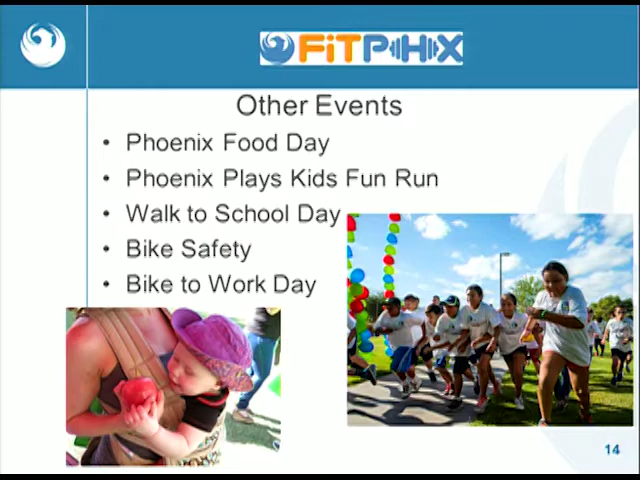 FiTPHX
Other Events
• Phoenix Food Day
• Phoenix Plays Kids Fun Run
• Walk to School Day
• Bike Safety
• Bike to Work Day
14